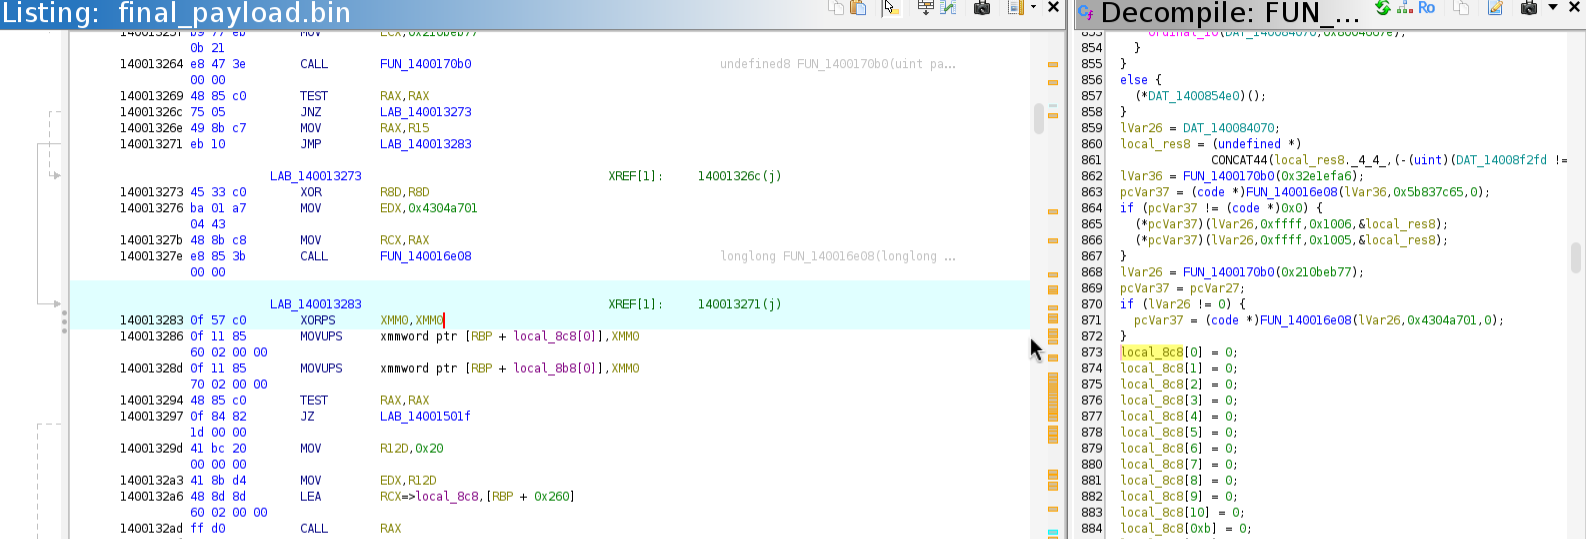 Listing: final_payload.bin
14001325f b9 77 eb MOV ECX,0x210beb77
0b 21
140013264 e8 47 3e CALL FUN_1400170b0 undefined8 FUN_1400170b0(uint pa...
00 00
140013269 48 85 c0 TEST RAX,RAX
14001326c 75 05 JNZ LAB_140013273
14001326e 49 8b c7 MOV RAX,R15
140013271 eb 10 JMP LAB_140013283
LAB_140013273 XREF[1]: 14001326c(j)
140013273 45 33 c0 XOR R8D,R8D
140013276 ba 01 a7 MOV EDX,0x4304a701
04 43
14001327b 48 8b c8 MOV RCX,RAX
14001327e e8 85 3b CALL FUN_140016e08 longlong FUN_140016e08(longlong ...
00 00
LAB_140013283 XREF[1]: 140013271(j)
140013283 0f 57 c0 XORPS XMM0,XMM0
140013286 0f 11 85 MOVUPS xmmword ptr [RBP + local_8c8[0]],XMM0
60 02 00 00
14001328d 0f 11 85 MOVUPS xmmword ptr [RBP + local_8b8[0]],XMM0
70 02 00 00
140013294 48 85 c0 TEST RAX,RAX
140013297 0f 84 82 JZ LAB_14001501f
1d 00 00
14001329d 41 bc 20 MOV R12D,0x20
00 00 00
1400132a3 41 8b d4 MOV EDX,R12D
1400132a6 48 8d 8d LEA RCX=>local_8c8,[RBP + 0x260]
60 02 00 00
1400132ad ff d0 CALL RAX
Decompile: FUN_...
Ro
853 ordinal_10(DAT_140084070,0x8004667e);
854 }
855 }
856 else {
857 (*DAT_1400854e0)();
858 }
859 lVar26 = DAT_140084070;
860 local_res8 = (undefined *)
861 CONCAT44(local_res8._4_4_,(-(uint)(DAT_14008f2fd !=
862 lVar36 = FUN_1400170b0(0x32e1efa6);
863 pcVar37 = (code *)FUN_140016e08(lVar36,0x5b837c65,0);
864 if (pcVar37 != (code *)0x0) {
865 (*pcVar37)(lVar26,0xffff,0x1006,&local_res8);
866 (*pcVar37)(lVar26,0xffff,0x1005,&local_res8);
867 }
868 lVar26 = FUN_1400170b0(0x210beb77);
869 pcVar37 = pcVar27;
870 if (lVar26 != 0) {
871 pcVar37 = (code *)FUN_140016e08(lVar26,0x4304a701,0);
872 }
873 local_8c8[0] = 0;
874 local_8c8[1] = 0;
875 local_8c8[2] = 0;
876 local_8c8[3] = 0;
877 local_8c8[4] = 0;
878 local_8c8[5] = 0;
879 local_8c8[6] = 0;
880 local_8c8[7] = 0;
881 local_8c8[8] = 0;
882 local_8c8[9] = 0;
883 local_8c8[10] = 0;
884 local_8c8[0xb] = 0;